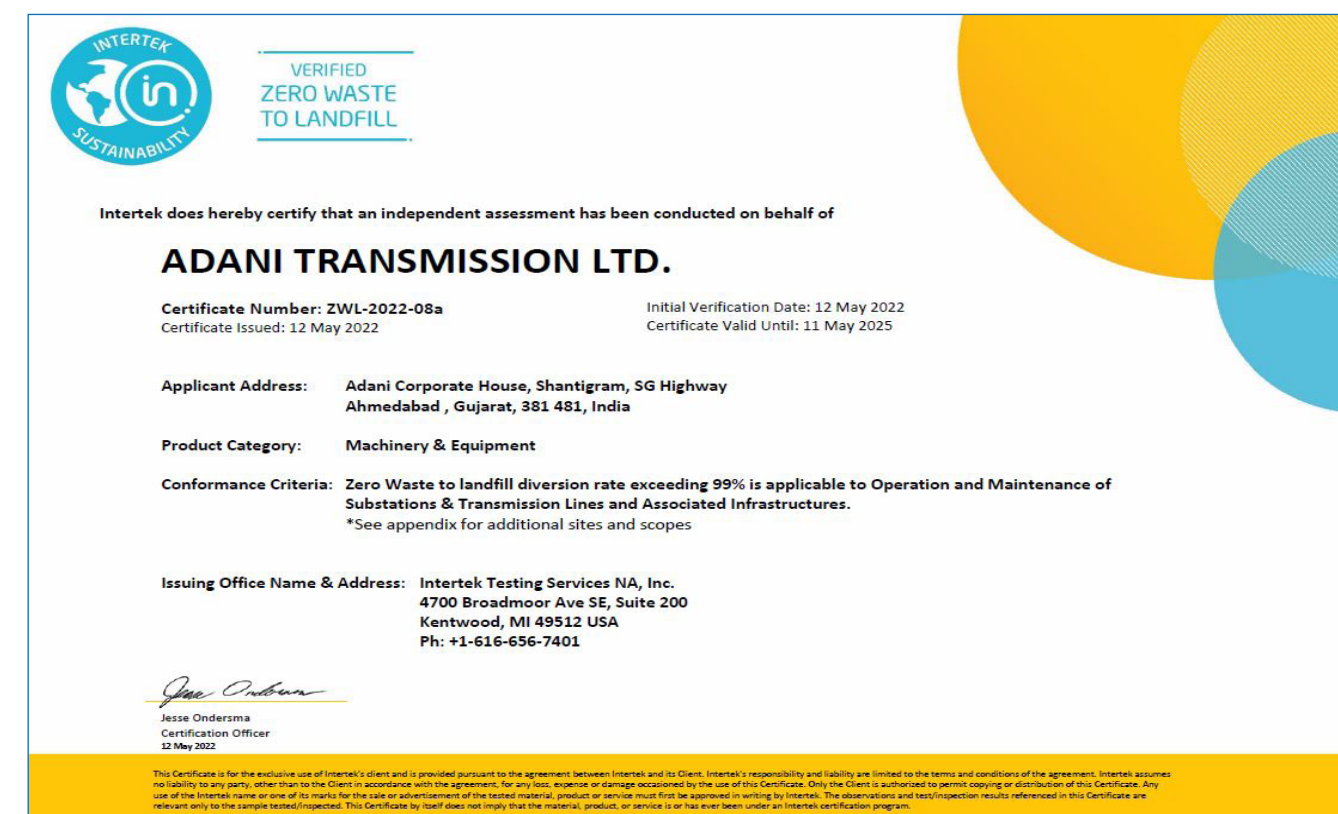 INTERTEK
in
SUSTAINABILITY
VERIFIED
ZERO WASTE
TO LANDFILL
Intertek does hereby certify that an independent assessment has been conducted on behalf of
ADANI TRANSMISSION LTD.
Certificate Number: ZWL-2022-08a
Certificate Issued: 12 May 2022
Initial Verification Date: 12 May 2022
Certificate Valid Until: 11 May 2025
Applicant Address: Adani Corporate House, Shantigram, SG Highway
Ahmedabad , Gujarat, 381 481, India
Product Category: Machinery & Equipment
Conformance Criteria: Zero Waste to landfill diversion rate exceeding 99% is applicable to Operation and Maintenance of
Substations & Transmission Lines and Associated Infrastructures.
*See appendix for additional sites and scopes
Issuing Office Name & Address: Intertek Testing Services NA, Inc.
4700 Broadmoor Ave SE, Suite 200
Kentwood, MI 49512 USA
Ph: +1-616-656-7401
Jesse Ondersma
Jesse Ondersma
Certification Officer
12 May 2022
This Certificate is for the exclusive use of Intertek's client and is provided pursuant to the agreement between Intertek and its Client. Intertek's responsibility and liability are limited to the terms and conditions of the agreement. Intertek assumes
no liability to any party, other than to the Client in accordance with the agreement, for any loss, expense or damage occasioned by the use of this Certificate. Only the Client is authorized to permit copying or distribution of this Certificate. Any
use of the Intertek name or one of its marks for the sale or advertisement of the tested material, product or service must first be approved in writing by Intertek. The observations and test/inspection results referenced in this Certificate are
relevant only to the sample tested/inspected. This Certificate by itself does not imply that the material, product, or service is or has ever been under an Intertek certification program.